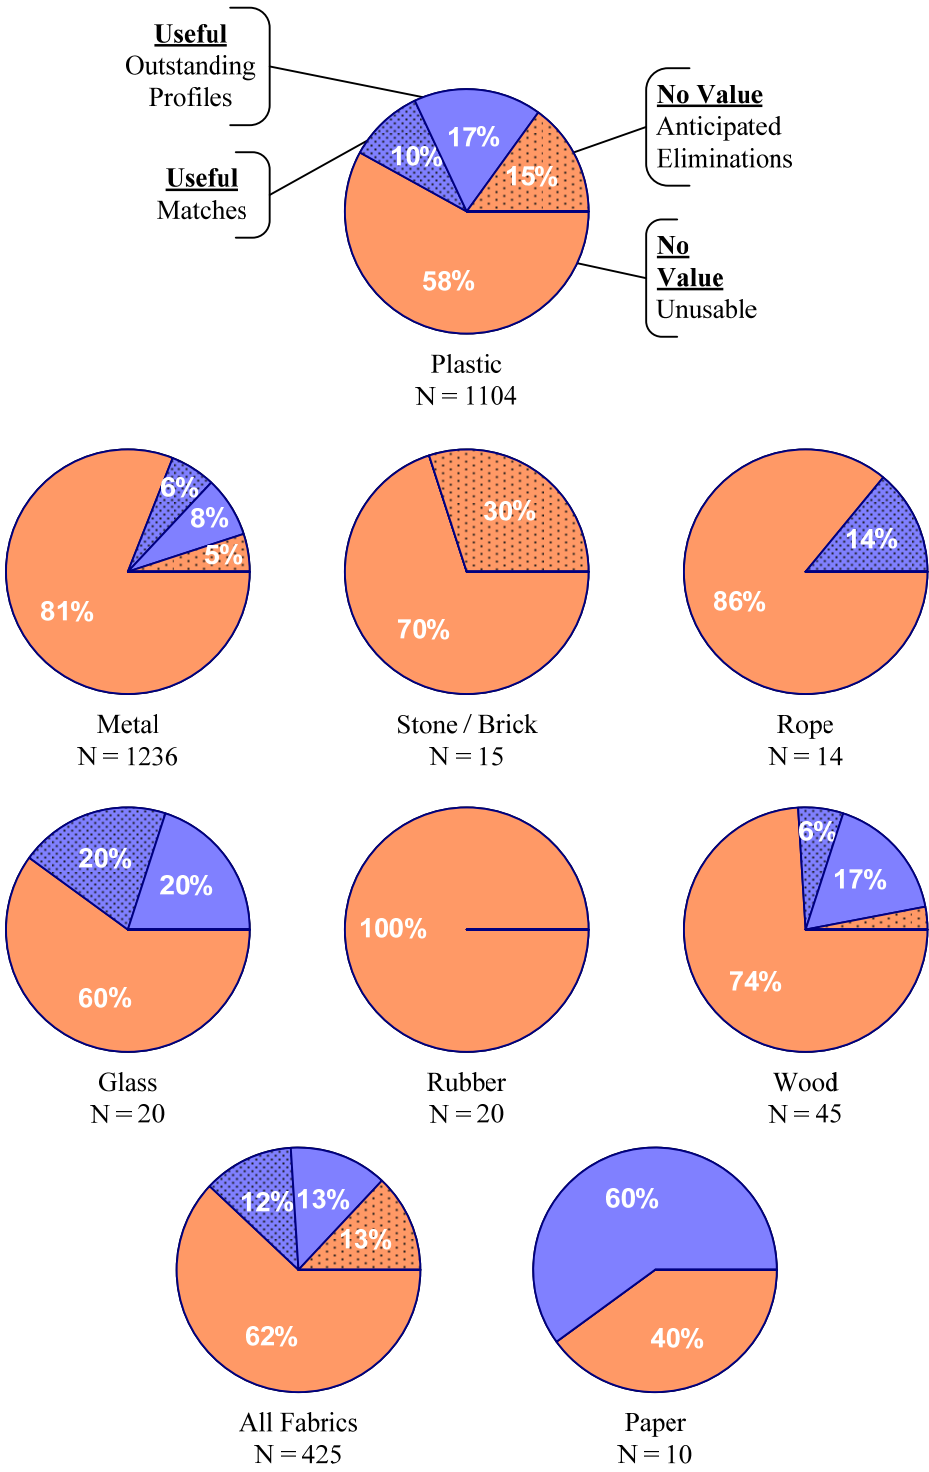 Useful
Outstanding
Profiles
Useful
Matches
No Value
Anticipated
Eliminations
No
Value
Unusable
10%
17%
15%
58%
Plastic
N = 1104
6%
8%
5%
81%
Metal
N = 1236
30%
70%
Stone / Brick
N = 15
14%
86%
Rope
N = 14
20%
20%
60%
Glass
N = 20
100%
Rubber
N = 20
6%
17%
74%
Wood
N = 45
12%
13%
13%
62%
All Fabrics
N = 425
60%
40%
Paper
N = 10